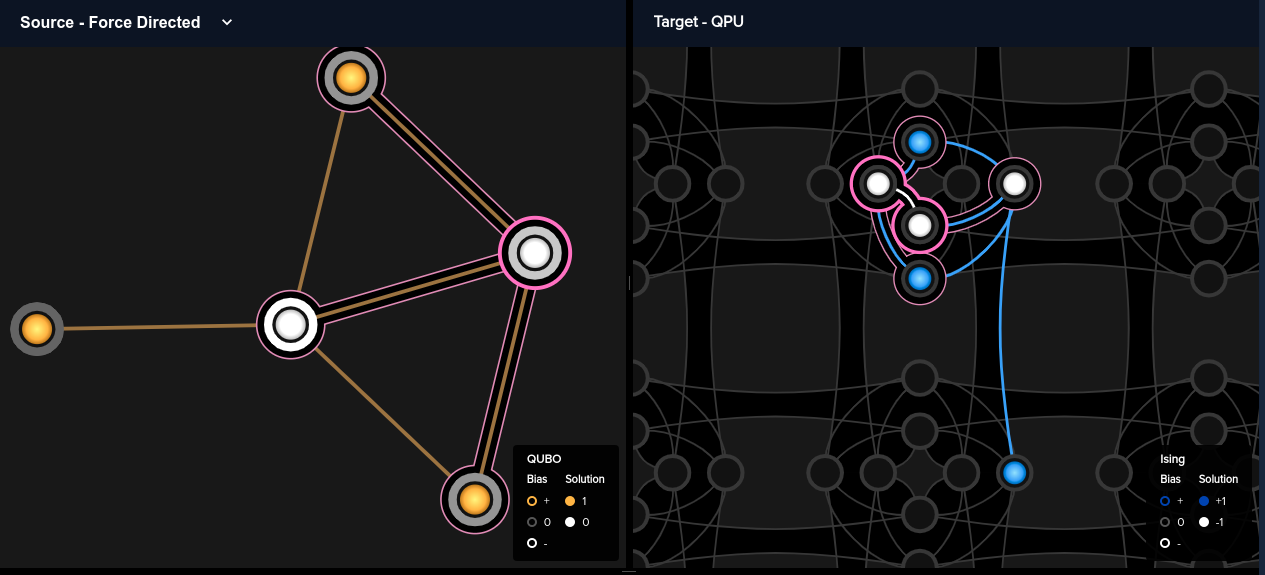 Source - Force Directed
Target - QPU
QUBO
Bias Solution
+ 1
0 0
-
Ising
Bias Solution
+ +1
0 -1
-